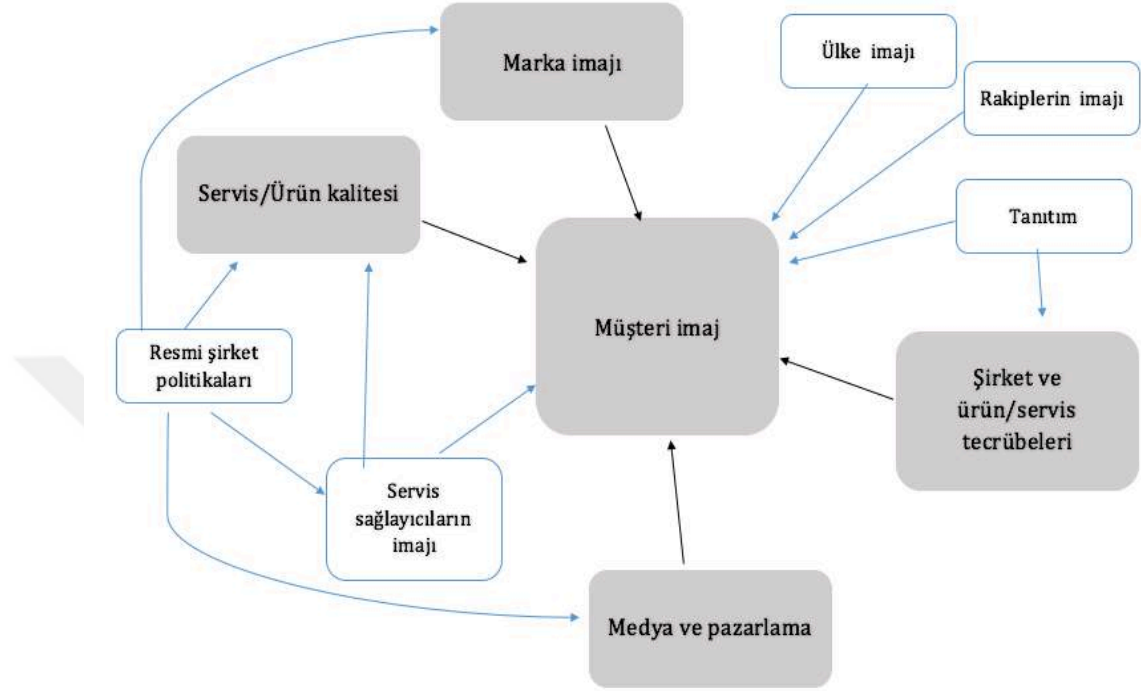 Marka imajı
Ülke imajı
Rakiplerin imajı
Servis/Ürün kalitesi
Tanıtım
Müşteri imaj
Resmi şirket
politikaları
Şirket ve
ürün/servis
tecrübeleri
Servis
sağlayıcıların
imajı
Medya ve pazarlama